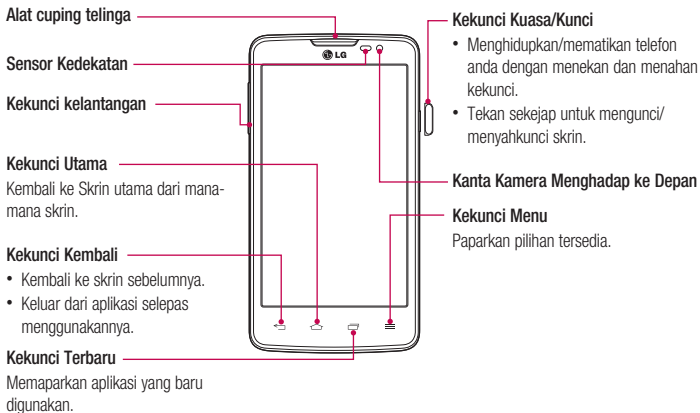 Alat cuping telinga
Sensor Kedekatan
Kekunci kelantangan
Kekunci Utama
Kembali ke Skrin utama dari mana-
mana skrin.
Kekunci Kembali
• Kembali ke skrin sebelumnya.
• Keluar dari aplikasi selepas
menggunakannya.
Kekunci Terbaru
Memaparkan aplikasi yang baru
digunakan.
LG
Kekunci Kuasa/Kunci
• Menghidupkan/mematikan telefon
anda dengan menekan dan menahan
kekunci.
• Tekan sekejap untuk mengunci/
menyahkunci skrin.
Kanta Kamera Menghadap ke Depan
Kekunci Menu
Paparkan pilihan tersedia.